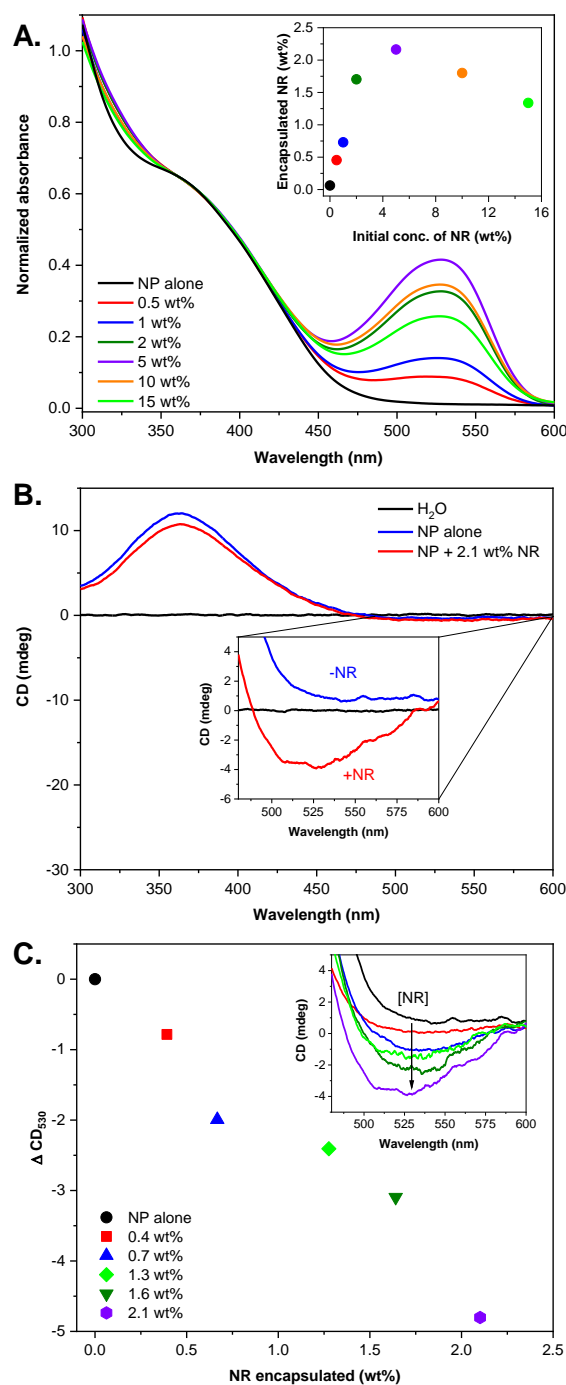 A.
Normalized absorbance
1.0
0.8
0.6
0.4
0.2
0.0
NP alone
0.5 wt%
1 wt%
2 wt%
5 wt%
10 wt%
15 wt%
Encapsulated NR (wt%)
2.5
2.0
1.5
1.0
0.5
0.0
0 4 8 12 16
Initial conc. of NR (wt%)
300 350 400 450 500 550 600
Wavelength (nm)
B.
CD (mdeg)
10
0
-10
-20
-30
H₂O
NP alone
NP + 2.1 wt% NR
CD (mdeg)
4
2
0
-2
-4
-6
-NR
+NR
500 525 550 575 600
Wavelength (nm)
300 350 400 450 500 550 600
Wavelength (nm)
C.
Δ CD₅₃₀
0
-1
-2
-3
-4
-5
NP alone
0.4 wt%
0.7 wt%
1.3 wt%
1.6 wt%
2.1 wt%
CD (mdeg)
4
2
0
-2
-4
[NR]
500 525 550 575 600
Wavelength (nm)
0.0 0.5 1.0 1.5 2.0 2.5
NR encapsulated (wt%)